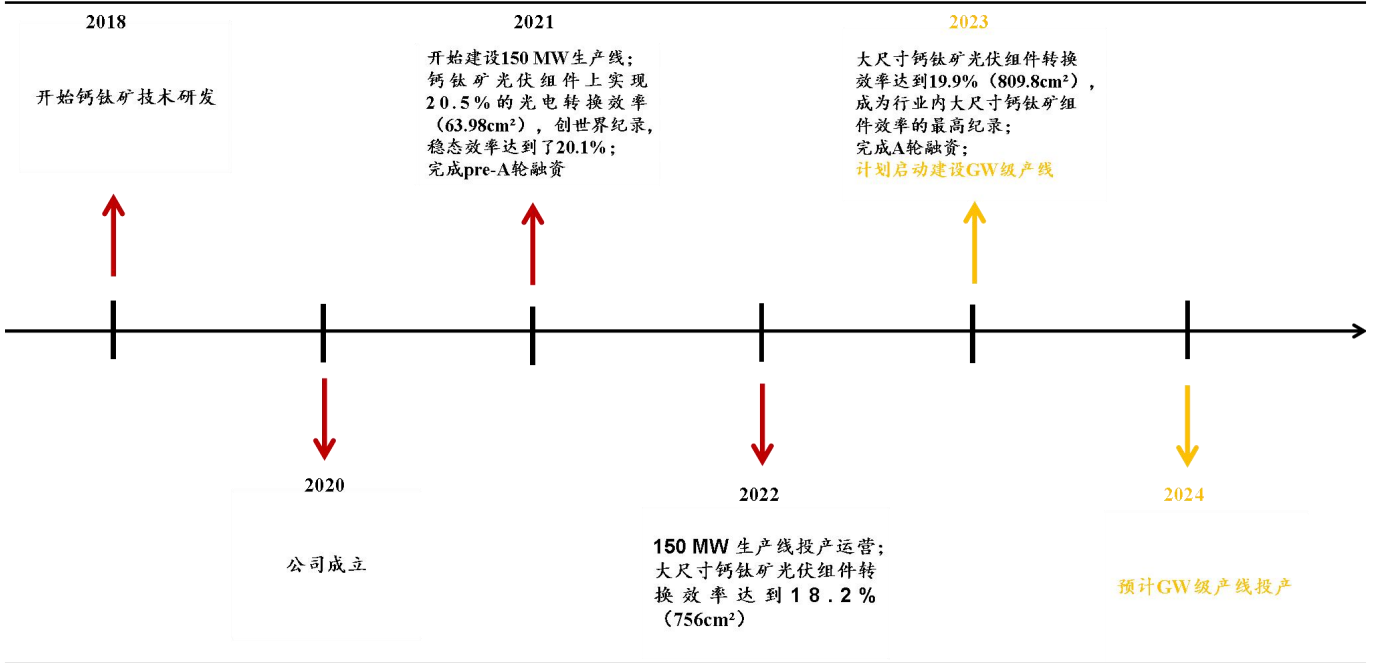 2018
开始钙钛矿技术研发
2021
开始建设150 MW生产线；
钙钛矿光伏组件上实现
20.5%的光电转换效率
（63.98cm²），创世界纪录，
稳态效率达到了20.1%；
完成pre-A轮融资
2023
大尺寸钙钛矿光伏组件转换
效率达到19.9%（809.8cm²），
成为行业内大尺寸钙钛矿组
件效率的最高纪录；
完成A轮融资；
计划启动建设GW级产线
2020
公司成立
2022
150 MW 生产线投产运营；
大尺寸钙钛矿光伏组件转
换效率达到18.2%
（756cm²）
2024
预计GW级产线投产